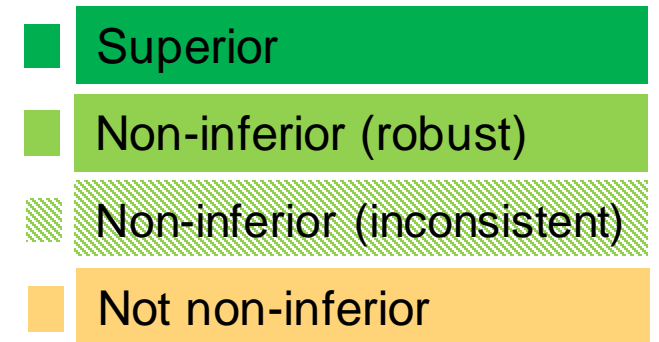 Superior
Non-inferior (robust)
Non-inferior (inconsistent)
Not non-inferior